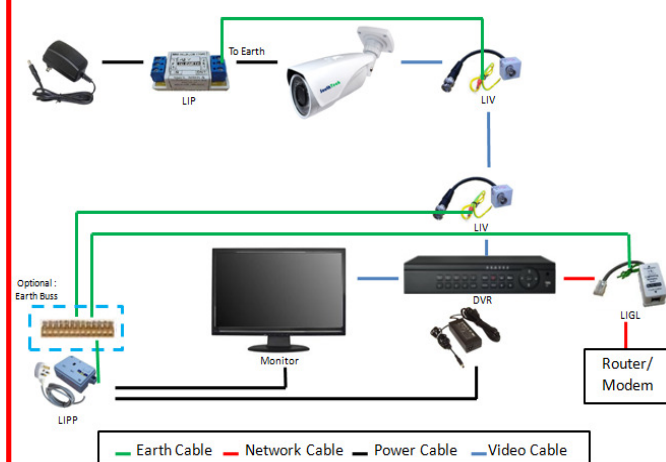 To Earth
LIP
LIV
LIV
Optional :
Earth Buss
DVR
LIGL
Monitor
Router/
Modem
LIPP
Earth Cable
Network Cable
Power Cable
Video Cable